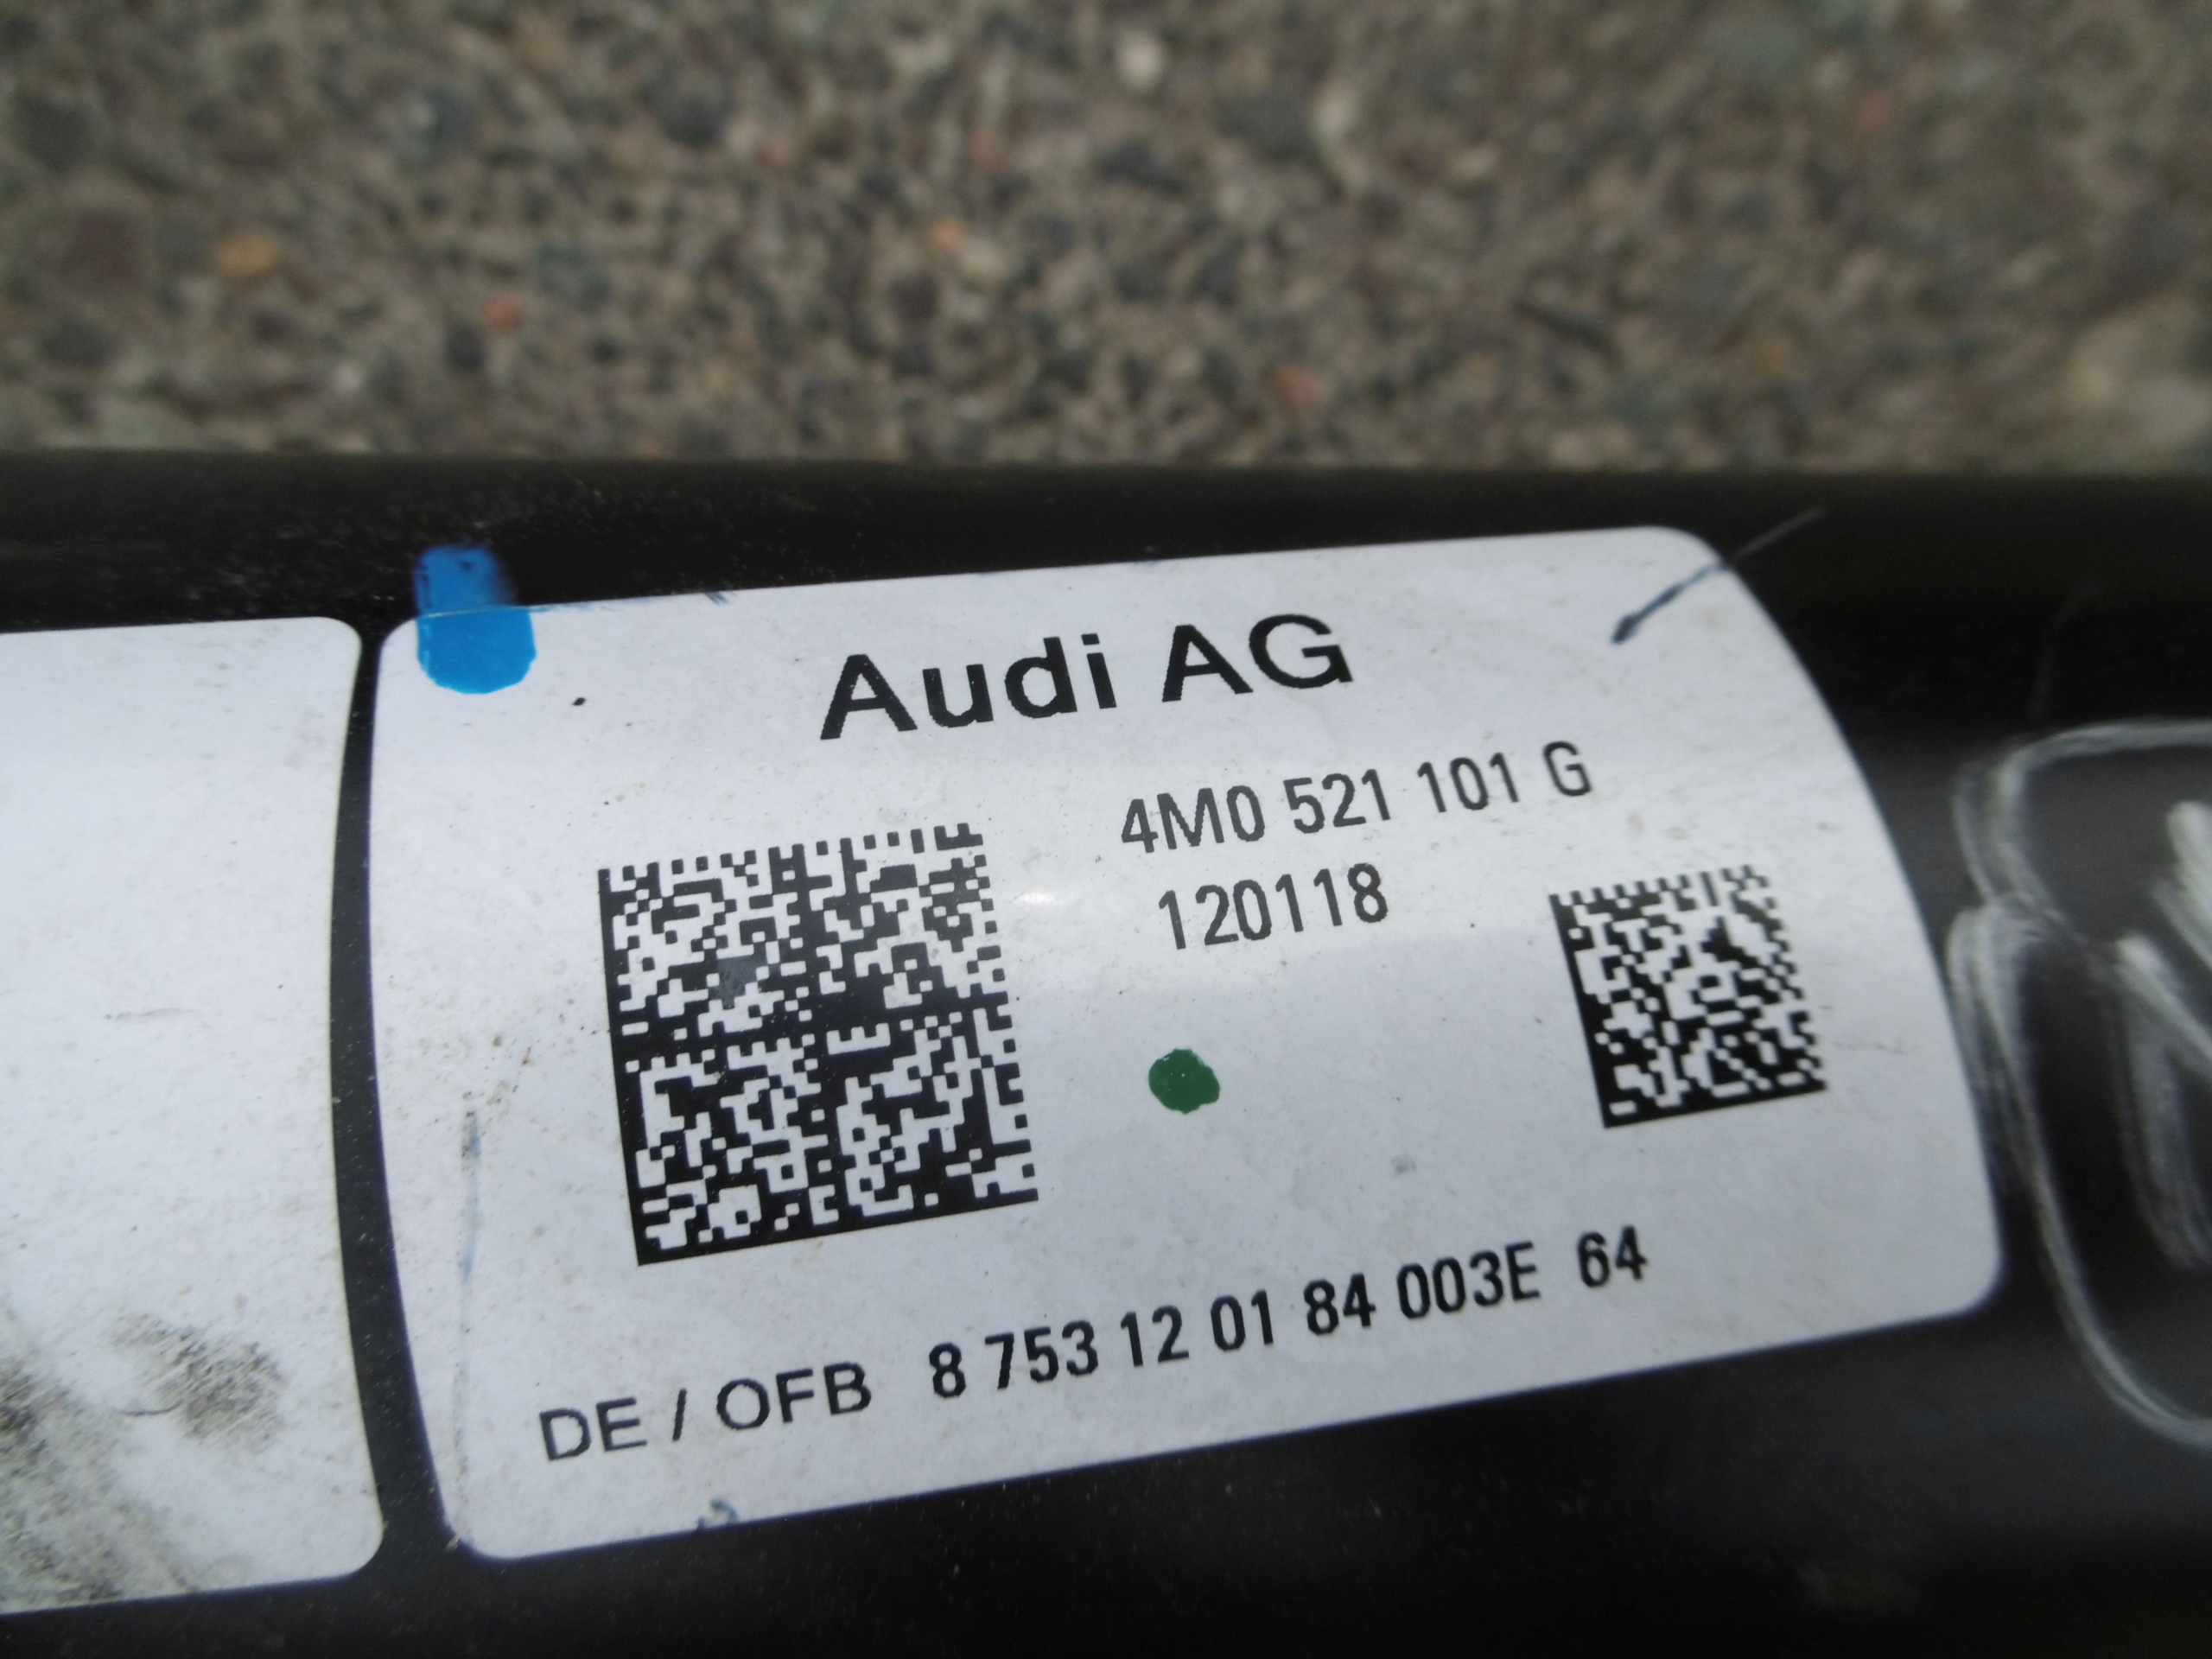 Audi AG
4M0 521 101 G
120118
DE / OFB 8 753 12 01 84 003E 64